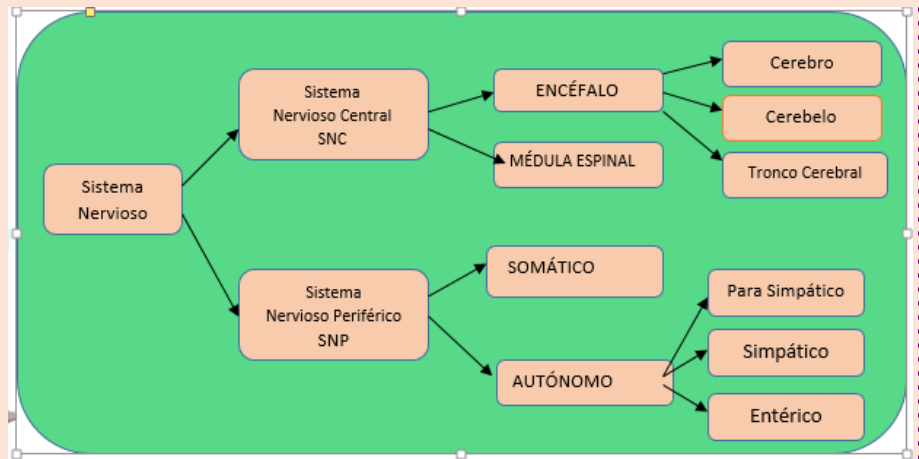 Sistema
Nervioso
Sistema
Nervioso Central
SNC
ENCÉFALO
Cerebro
Cerebelo
Tronco Cerebral
MÉDULA ESPINAL
Sistema
Nervioso Periférico
SNP
SOMÁTICO
AUTÓNOMO
Para Simpático
Simpático
Entérico